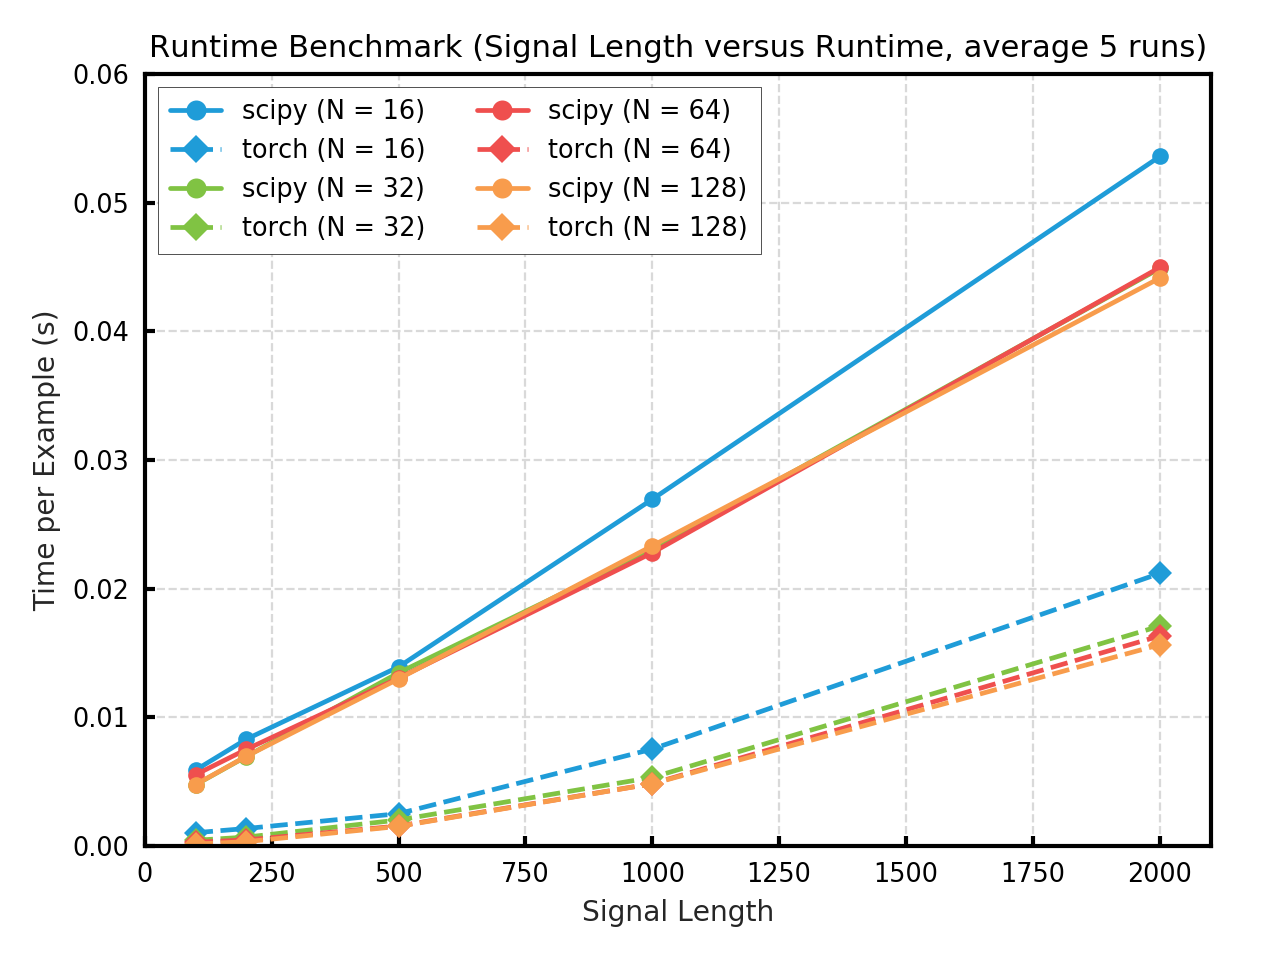 Runtime Benchmark (Signal Length versus Runtime, average 5 runs)
0.06
0.05
0.04
0.03
0.02
0.01
0.00
Time per Example (s)
scipy (N = 16)
torch (N = 16)
scipy (N = 32)
torch (N = 32)
scipy (N = 64)
torch (N = 64)
scipy (N = 128)
torch (N = 128)
0 250 500 750 1000 1250 1500 1750 2000
Signal Length